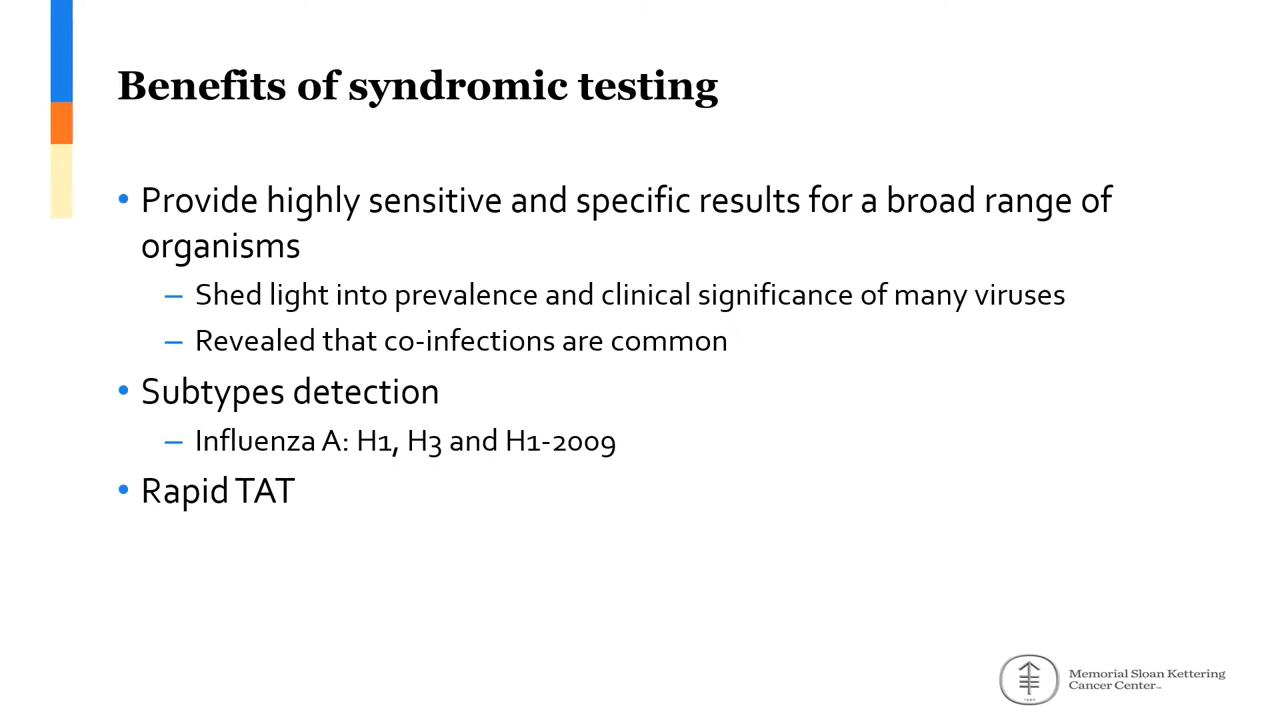 Benefits of syndromic testing
• Provide highly sensitive and specific results for a broad range of
organisms
– Shed light into prevalence and clinical significance of many viruses
– Revealed that co-infections are common
• Subtypes detection
– Influenza A: H1, H3 and H1-2009
• Rapid TAT
Memorial Sloan Kettering
Cancer Center